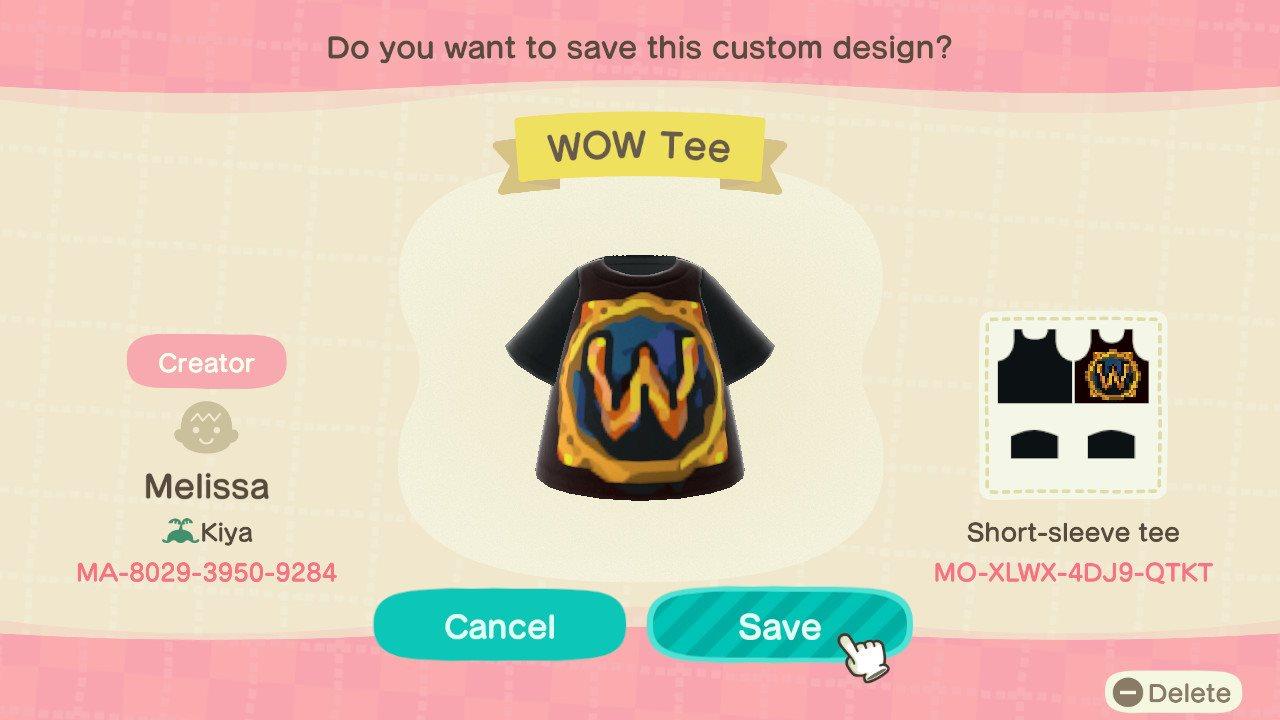 Do you want to save this custom design?
WOW Tee
W
W
Creator
Melissa
Kiya
MA-8029-3950-9284
Short-sleeve tee
MO-XLWX-4DJ9-QTKT
Cancel
Save
Delete